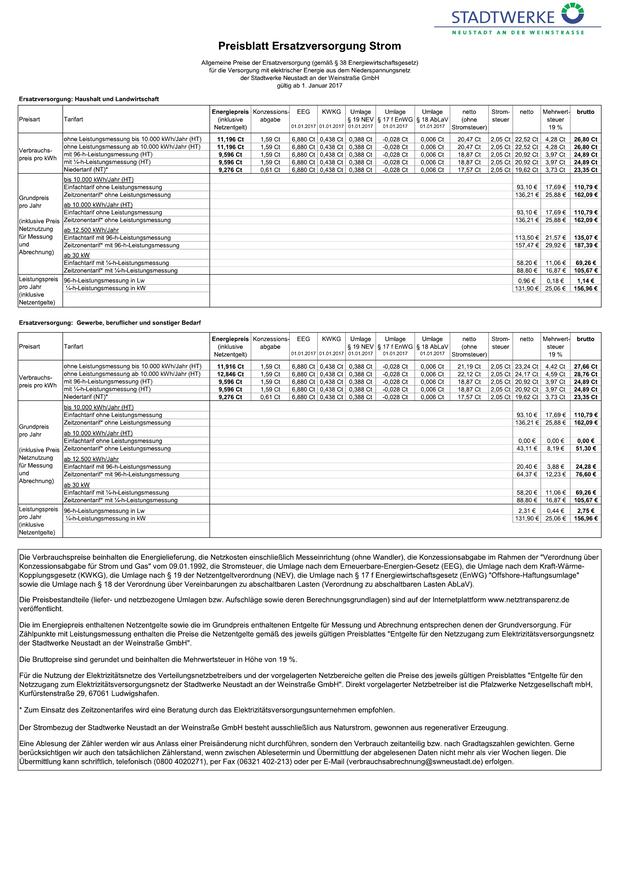 STADTWERKE
NEUSTADT AN DER WEINSTRASSE
Preisblatt Ersatzversorgung Strom
Allgemeine Preise der Ersatzversorgung (gemäß § 38 Energiewirtschaftsgesetz)
für die Versorgung mit elektrischer Energie aus dem Niederspannungsnetz
der Stadtwerke Neustadt an der Weinstraße GmbH
gültig ab 1. Januar 2017
Ersatzversorgung: Haushalt und Landwirtschaft
Preisart Tarifart Energiepreis (inklusive Netzentgelt) Konzessions-abgabe EEG 01.01.2017 KWKG 01.01.2017 Umlage § 19 NEV 01.01.2017 Umlage § 17 f EnWG 01.01.2017 Umlage § 18 AbLaV 01.01.2017 netto (ohne Stromsteuer) Strom-steuer netto Mehrwert-steuer 19 % brutto
Verbrauchs-preis pro kWh
ohne Leistungsmessung bis 10.000 kWh/Jahr (HT) 11,196 Ct 1,59 Ct 6,880 Ct 0,438 Ct 0,388 Ct -0,028 Ct 0,006 Ct 20,47 Ct 2,05 Ct 22,52 Ct 4,28 Ct 26,80 Ct
ohne Leistungsmessung ab 10.000 kWh/Jahr (HT) 11,196 Ct 1,59 Ct 6,880 Ct 0,438 Ct 0,388 Ct -0,028 Ct 0,006 Ct 20,47 Ct 2,05 Ct 22,52 Ct 4,28 Ct 26,80 Ct
mit 96-h-Leistungsmessung (HT) 9,596 Ct 1,59 Ct 6,880 Ct 0,438 Ct 0,388 Ct -0,028 Ct 0,006 Ct 18,87 Ct 2,05 Ct 20,92 Ct 3,97 Ct 24,89 Ct
mit ¼-h-Leistungsmessung (HT) 9,596 Ct 1,59 Ct 6,880 Ct 0,438 Ct 0,388 Ct -0,028 Ct 0,006 Ct 18,87 Ct 2,05 Ct 20,92 Ct 3,97 Ct 24,89 Ct
Niedertarif (NT)* 9,276 Ct 0,61 Ct 6,880 Ct 0,438 Ct 0,388 Ct -0,028 Ct 0,006 Ct 17,57 Ct 2,05 Ct 19,62 Ct 3,73 Ct 23,35 Ct
Grundpreis pro Jahr (inklusive Preis Netznutzung für Messung und Abrechnung)
bis 10.000 kWh/Jahr (HT)
Einfachtarif ohne Leistungsmessung 93,10 € 17,69 € 110,79 €
Zeitzonentarif* ohne Leistungsmessung 136,21 € 25,88 € 162,09 €
ab 10.000 kWh/Jahr (HT)
Einfachtarif ohne Leistungsmessung 93,10 € 17,69 € 110,79 €
Zeitzonentarif* ohne Leistungsmessung 136,21 € 25,88 € 162,09 €
ab 12.500 kWh/Jahr
Einfachtarif mit 96-h-Leistungsmessung 113,50 € 21,57 € 135,07 €
Zeitzonentarif* mit 96-h-Leistungsmessung 157,47 € 29,92 € 187,39 €
ab 30 kW
Einfachtarif mit ¼-h-Leistungsmessung 58,20 € 11,06 € 69,26 €
Zeitzonentarif* mit ¼-h-Leistungsmessung 88,80 € 16,87 € 105,67 €
Leistungspreis pro Jahr (inklusive Netzentgelte)
96-h-Leistungsmessung in Lw 0,96 € 0,18 € 1,14 €
¼-h-Leistungsmessung in kW 131,90 € 25,06 € 156,96 €
Ersatzversorgung: Gewerbe, beruflicher und sonstiger Bedarf
Preisart Tarifart Energiepreis (inklusive Netzentgelt) Konzessions-abgabe EEG 01.01.2017 KWKG 01.01.2017 Umlage § 19 NEV 01.01.2017 Umlage § 17 f EnWG 01.01.2017 Umlage § 18 AbLaV 01.01.2017 netto (ohne Stromsteuer) Strom-steuer netto Mehrwert-steuer 19 % brutto
Verbrauchs-preis pro kWh
ohne Leistungsmessung bis 10.000 kWh/Jahr (HT) 11,916 Ct 1,59 Ct 6,880 Ct 0,438 Ct 0,388 Ct -0,028 Ct 0,006 Ct 21,19 Ct 2,05 Ct 23,24 Ct 4,42 Ct 27,66 Ct
ohne Leistungsmessung ab 10.000 kWh/Jahr (HT) 12,846 Ct 1,59 Ct 6,880 Ct 0,438 Ct 0,388 Ct -0,028 Ct 0,006 Ct 22,12 Ct 2,05 Ct 24,17 Ct 4,59 Ct 28,76 Ct
mit 96-h-Leistungsmessung (HT) 9,596 Ct 1,59 Ct 6,880 Ct 0,438 Ct 0,388 Ct -0,028 Ct 0,006 Ct 18,87 Ct 2,05 Ct 20,92 Ct 3,97 Ct 24,89 Ct
mit ¼-h-Leistungsmessung (HT) 9,596 Ct 1,59 Ct 6,880 Ct 0,438 Ct 0,388 Ct -0,028 Ct 0,006 Ct 18,87 Ct 2,05 Ct 20,92 Ct 3,97 Ct 24,89 Ct
Niedertarif (NT)* 9,276 Ct 0,61 Ct 6,880 Ct 0,438 Ct 0,388 Ct -0,028 Ct 0,006 Ct 17,57 Ct 2,05 Ct 19,62 Ct 3,73 Ct 23,35 Ct
Grundpreis pro Jahr (inklusive Preis Netznutzung für Messung und Abrechnung)
bis 10.000 kWh/Jahr (HT)
Einfachtarif ohne Leistungsmessung 93,10 € 17,69 € 110,79 €
Zeitzonentarif* ohne Leistungsmessung 136,21 € 25,88 € 162,09 €
ab 10.000 kWh/Jahr (HT)
Einfachtarif ohne Leistungsmessung 0,00 € 0,00 € 0,00 €
Zeitzonentarif* ohne Leistungsmessung 43,11 € 8,19 € 51,30 €
ab 12.500 kWh/Jahr
Einfachtarif mit 96-h-Leistungsmessung 20,40 € 3,88 € 24,28 €
Zeitzonentarif* mit 96-h-Leistungsmessung 64,37 € 12,23 € 76,60 €
ab 30 kW
Einfachtarif mit ¼-h-Leistungsmessung 58,20 € 11,06 € 69,26 €
Zeitzonentarif* mit ¼-h-Leistungsmessung 88,80 € 16,87 € 105,67 €
Leistungspreis pro Jahr (inklusive Netzentgelte)
96-h-Leistungsmessung in Lw 2,31 € 0,44 € 2,75 €
¼-h-Leistungsmessung in kW 131,90 € 25,06 € 156,96 €
Die Verbrauchspreise beinhalten die Energielieferung, die Netzkosten einschließlich Messeinrichtung (ohne Wandler), die Konzessionsabgabe im Rahmen der "Verordnung über
Konzessionsabgabe für Strom und Gas" vom 09.01.1992, die Stromsteuer, die Umlage nach dem Erneuerbare-Energien-Gesetz (EEG), die Umlage nach dem Kraft-Wärme-
Kopplungsgesetz (KWKG), die Umlage nach § 19 der Netzentgeltverordnung (NEV), die Umlage nach § 17 f Energiewirtschaftsgesetz (EnWG) "Offshore-Haftungsumlage"
sowie die Umlage nach § 18 der Verordnung über Vereinbarungen zu abschaltbaren Lasten (Verordnung zu abschaltbaren Lasten AbLaV).
Die Preisbestandteile (liefer- und netzbezogene Umlagen bzw. Aufschläge sowie deren Berechnungsgrundlagen) sind auf der Internetplattform www.netztransparenz.de
veröffentlicht.
Die im Energiepreis enthaltenen Netzentgelte sowie die im Grundpreis enthaltenen Entgelte für Messung und Abrechnung entsprechen denen der Grundversorgung. Für
Zählpunkte mit Leistungsmessung enthalten die Preise die Netzentgelte gemäß des jeweils gültigen Preisblattes "Entgelte für den Netzzugang zum Elektrizitätsversorgungsnetz
der Stadtwerke Neustadt an der Weinstraße GmbH".
Die Bruttopreise sind gerundet und beinhalten die Mehrwertsteuer in Höhe von 19 %.
Für die Nutzung der Elektrizitätsnetze des Verteilungsnetzbetreibers und der vorgelagerten Netzbereiche gelten die Preise des jeweils gültigen Preisblattes "Entgelte für den
Netzzugang zum Elektrizitätsversorgungsnetz der Stadtwerke Neustadt an der Weinstraße GmbH". Direkt vorgelagerter Netzbetreiber ist die Pfalzwerke Netzgesellschaft mbH,
Kurfürstenstraße 29, 67061 Ludwigshafen.
* Zum Einsatz des Zeitzonentarifes wird eine Beratung durch das Elektrizitätsversorgungsunternehmen empfohlen.
Der Strombezug der Stadtwerke Neustadt an der Weinstraße GmbH besteht ausschließlich aus Naturstrom, gewonnen aus regenerativer Erzeugung.
Eine Ablesung der Zähler werden wir aus Anlass einer Preisänderung nicht durchführen, sondern den Verbrauch zeitanteilig bzw. nach Gradtagszahlen gewichten. Gerne
berücksichtigen wir auch den tatsächlichen Zählerstand, wenn zwischen Ablesetermin und Übermittlung der abgelesenen Daten nicht mehr als vier Wochen liegen. Die
Übermittlung kann schriftlich, telefonisch (0800 4020271), per Fax (06321 402-213) oder per E-Mail (verbrauchsabrechnung@swneustadt.de) erfolgen.